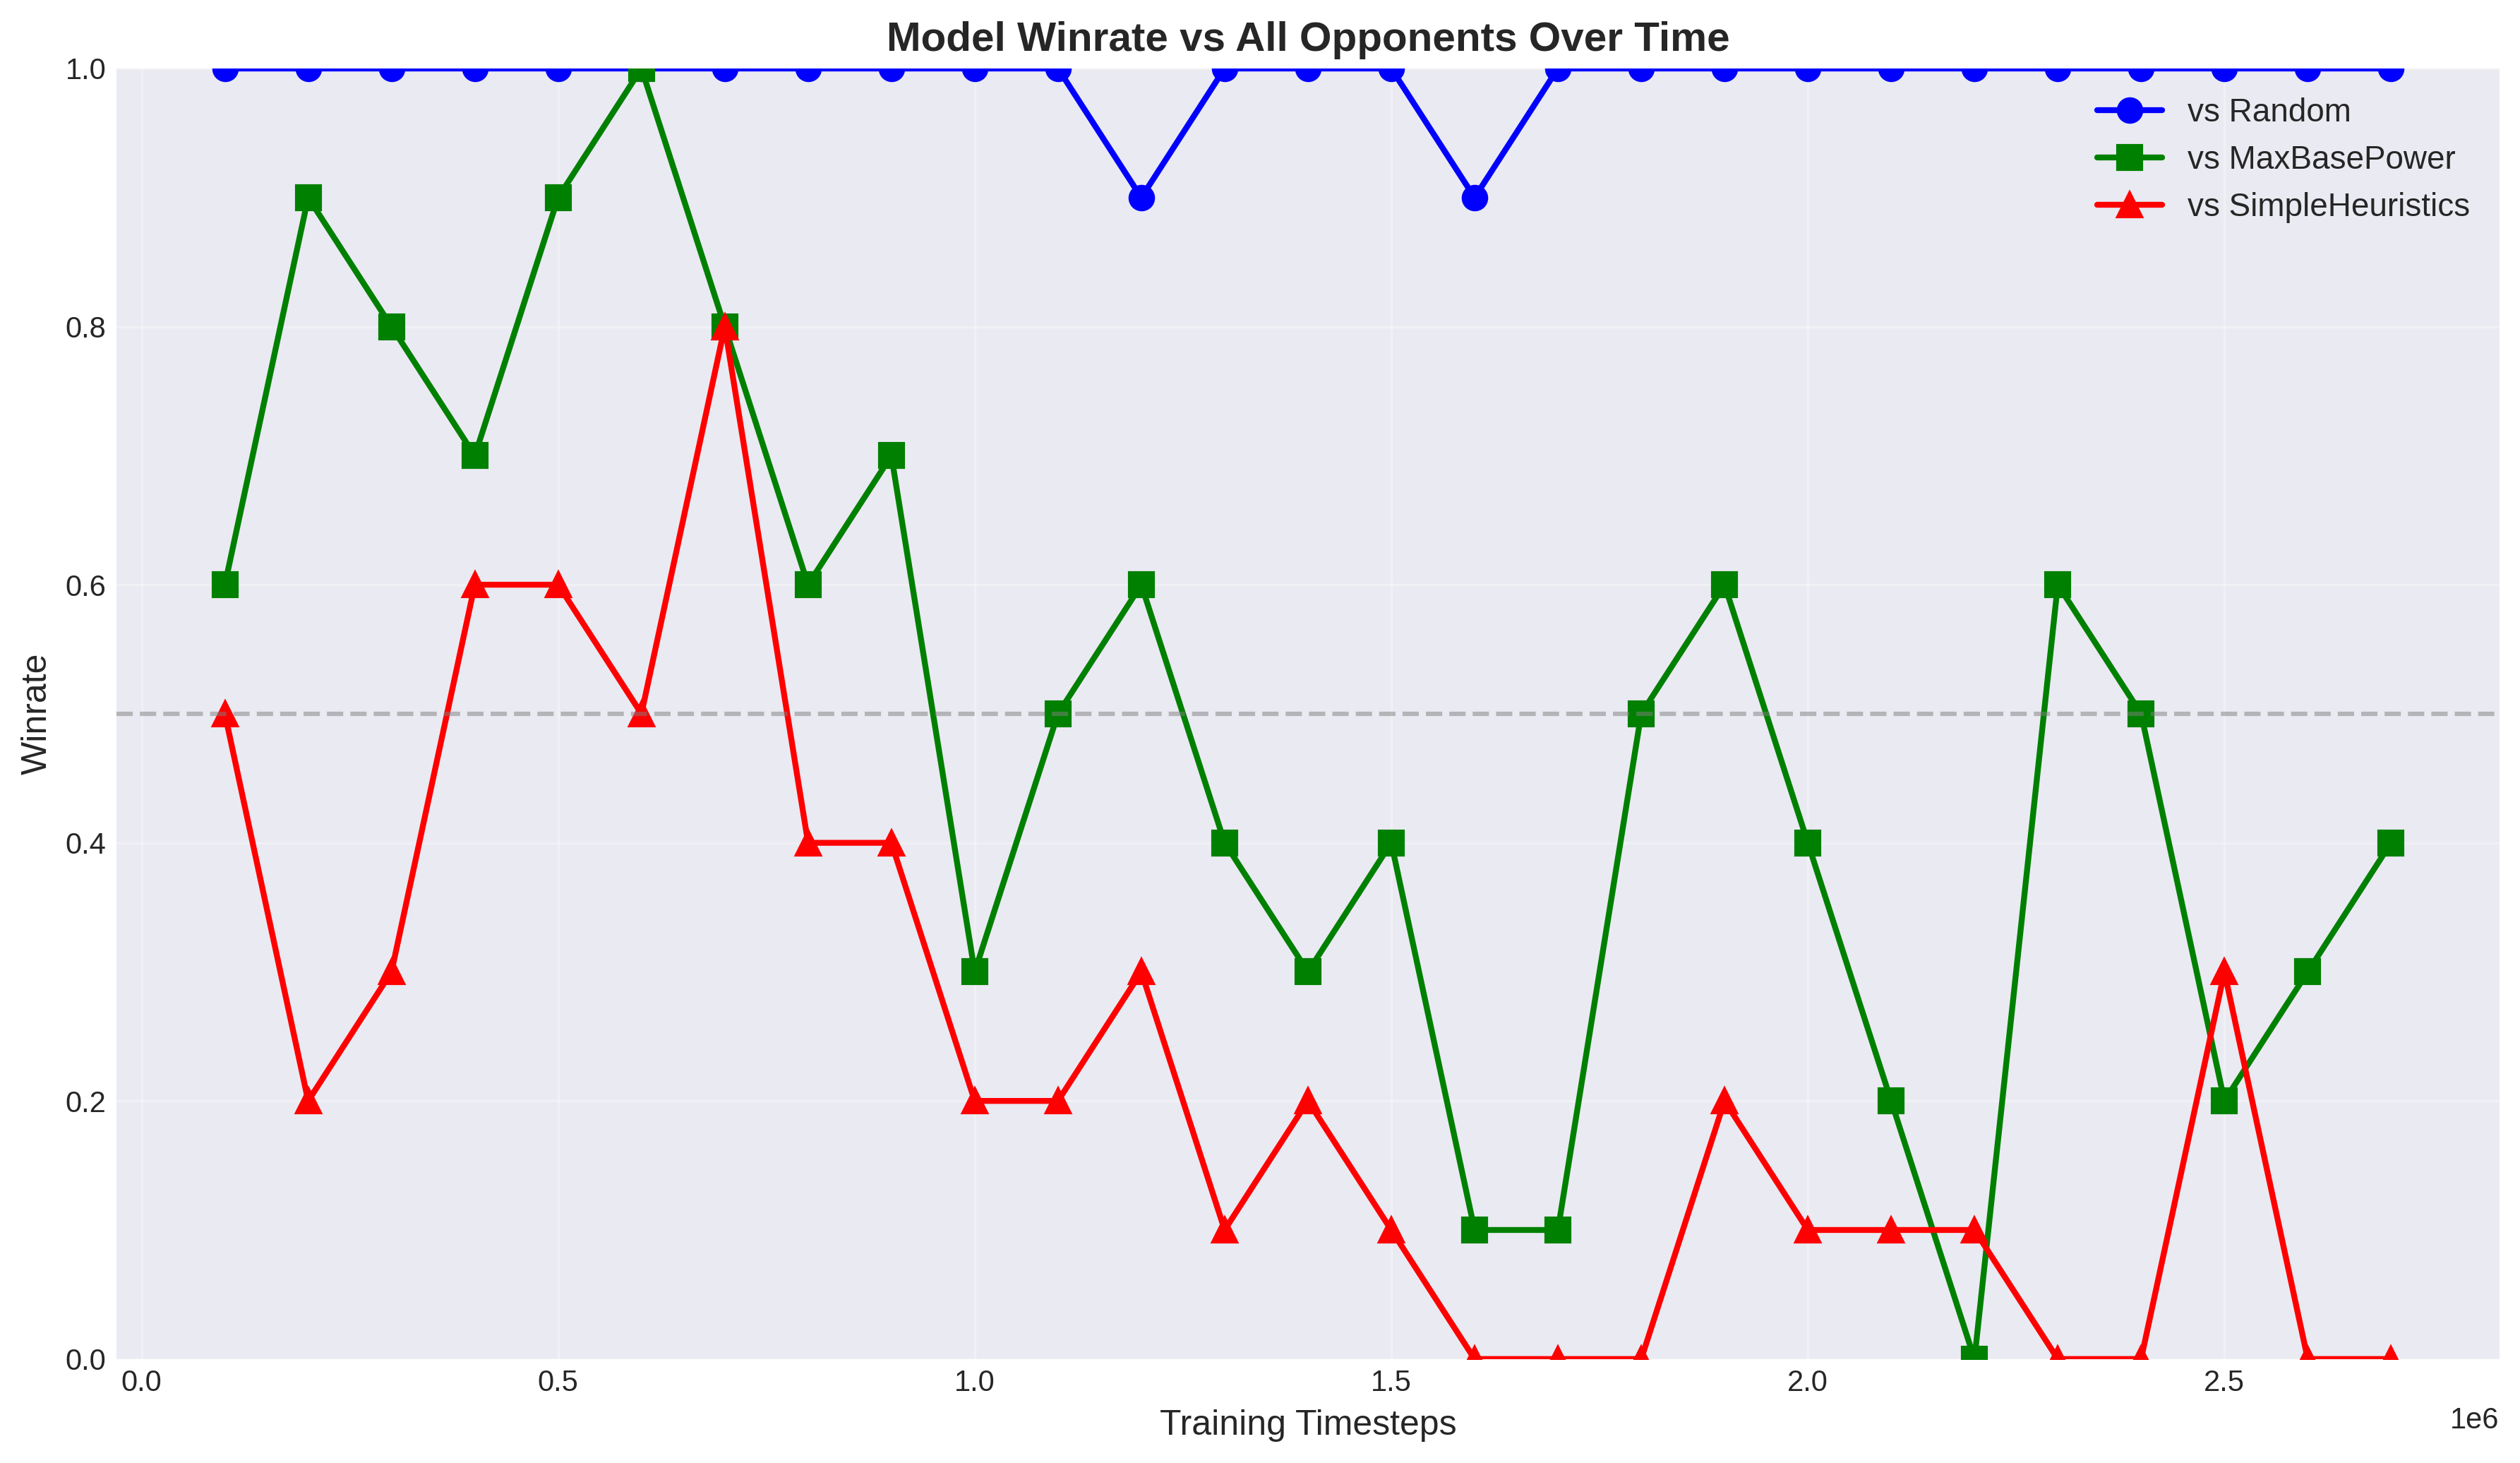 Model Winrate vs All Opponents Over Time
1.0
0.8
0.6
0.4
0.2
0.0
Winrate
vs Random
vs MaxBasePower
vs SimpleHeuristics
0.0 0.5 1.0 1.5 2.0 2.5
1e6
Training Timesteps